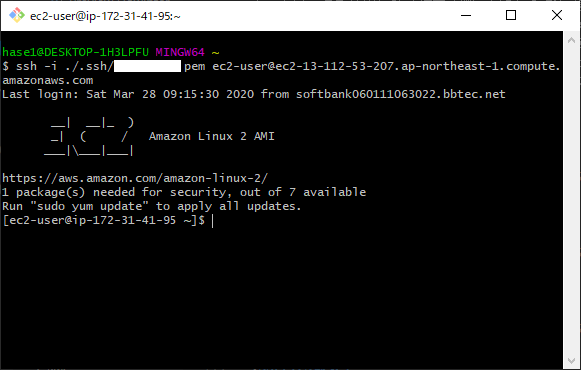 ec2-user@ip-172-31-41-95:~
hase1@DESKTOP-1H3LPFU MINGW64 ~
$ ssh -i ./.ssh/ pem ec2-user@ec2-13-112-53-207.ap-northeast-1.compute.
amazonaws.com
Last login: Sat Mar 28 09:15:30 2020 from softbank060111063022.bbtec.net
__|  __|_  )
_|  (     /   Amazon Linux 2 AMI
___|\___|___|
https://aws.amazon.com/amazon-linux-2/
1 package(s) needed for security, out of 7 available
Run "sudo yum update" to apply all updates.
[ec2-user@ip-172-31-41-95 ~]$